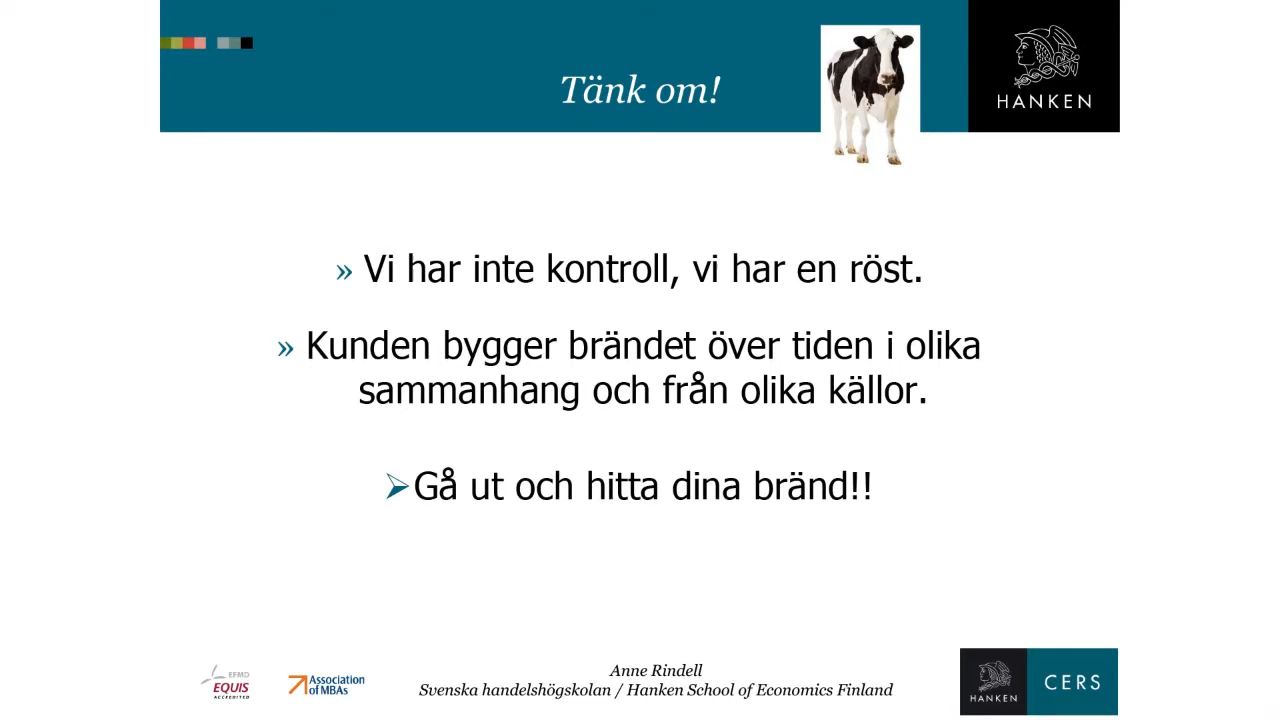 Tänk om!
HANKEN
» Vi har inte kontroll, vi har en röst.
» Kunden bygger brändet över tiden i olika
sammanhang och från olika källor.
➢Gå ut och hitta dina bränd!!
EFMD
EQUIS
ACCREDITED
Association
of MBAs
Anne Rindell
Svenska handelshögskolan / Hanken School of Economics Finland
HANKEN
CERS